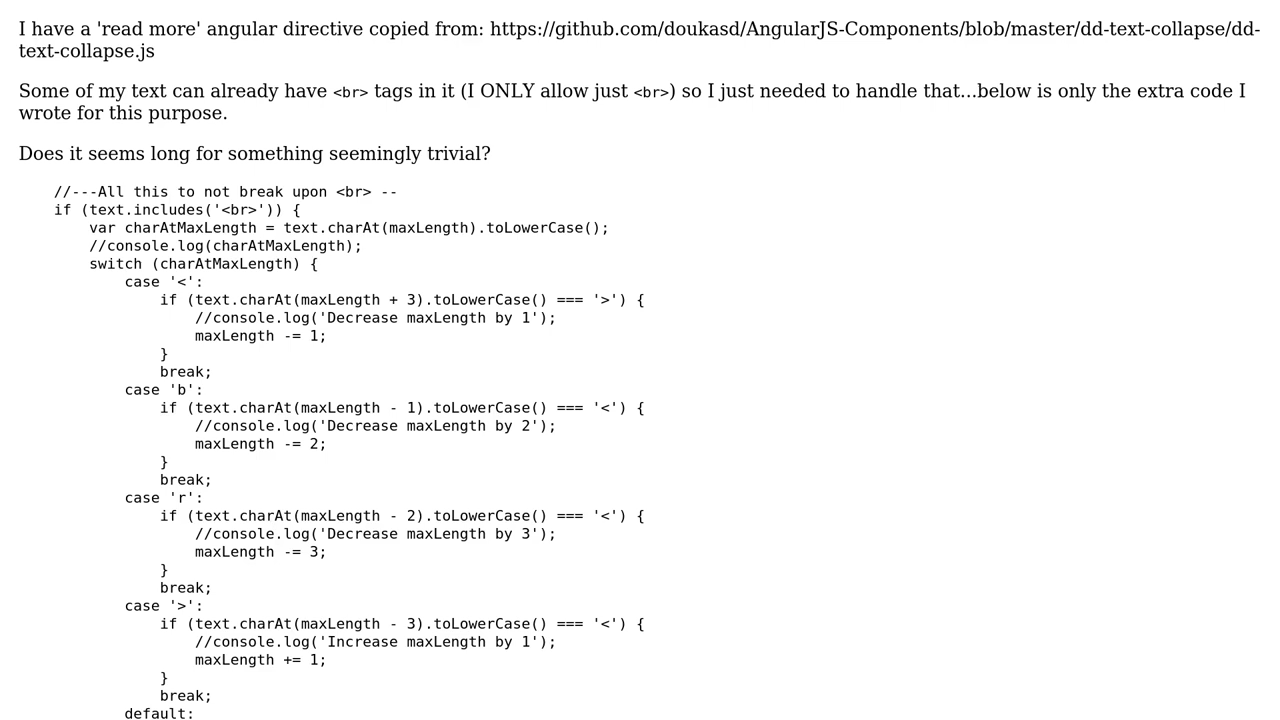 I have a 'read more' angular directive copied from: https://github.com/doukasd/AngularJS-Components/blob/master/dd-text-collapse/dd-
text-collapse.js
Some of my text can already have <br> tags in it (I ONLY allow just <br>) so I just needed to handle that...below is only the extra code I
wrote for this purpose.
Does it seems long for something seemingly trivial?
//---All this to not break upon <br> --
if (text.includes('<br>')) {
    var charAtMaxLength = text.charAt(maxLength).toLowerCase();
    //console.log(charAtMaxLength);
    switch (charAtMaxLength) {
        case '<':
            if (text.charAt(maxLength + 3).toLowerCase() === '>') {
                //console.log('Decrease maxLength by 1');
                maxLength -= 1;
            }
            break;
        case 'b':
            if (text.charAt(maxLength - 1).toLowerCase() === '<') {
                //console.log('Decrease maxLength by 2');
                maxLength -= 2;
            }
            break;
        case 'r':
            if (text.charAt(maxLength - 2).toLowerCase() === '<') {
                //console.log('Decrease maxLength by 3');
                maxLength -= 3;
            }
            break;
        case '>':
            if (text.charAt(maxLength - 3).toLowerCase() === '<') {
                //console.log('Increase maxLength by 1');
                maxLength += 1;
            }
            break;
        default: